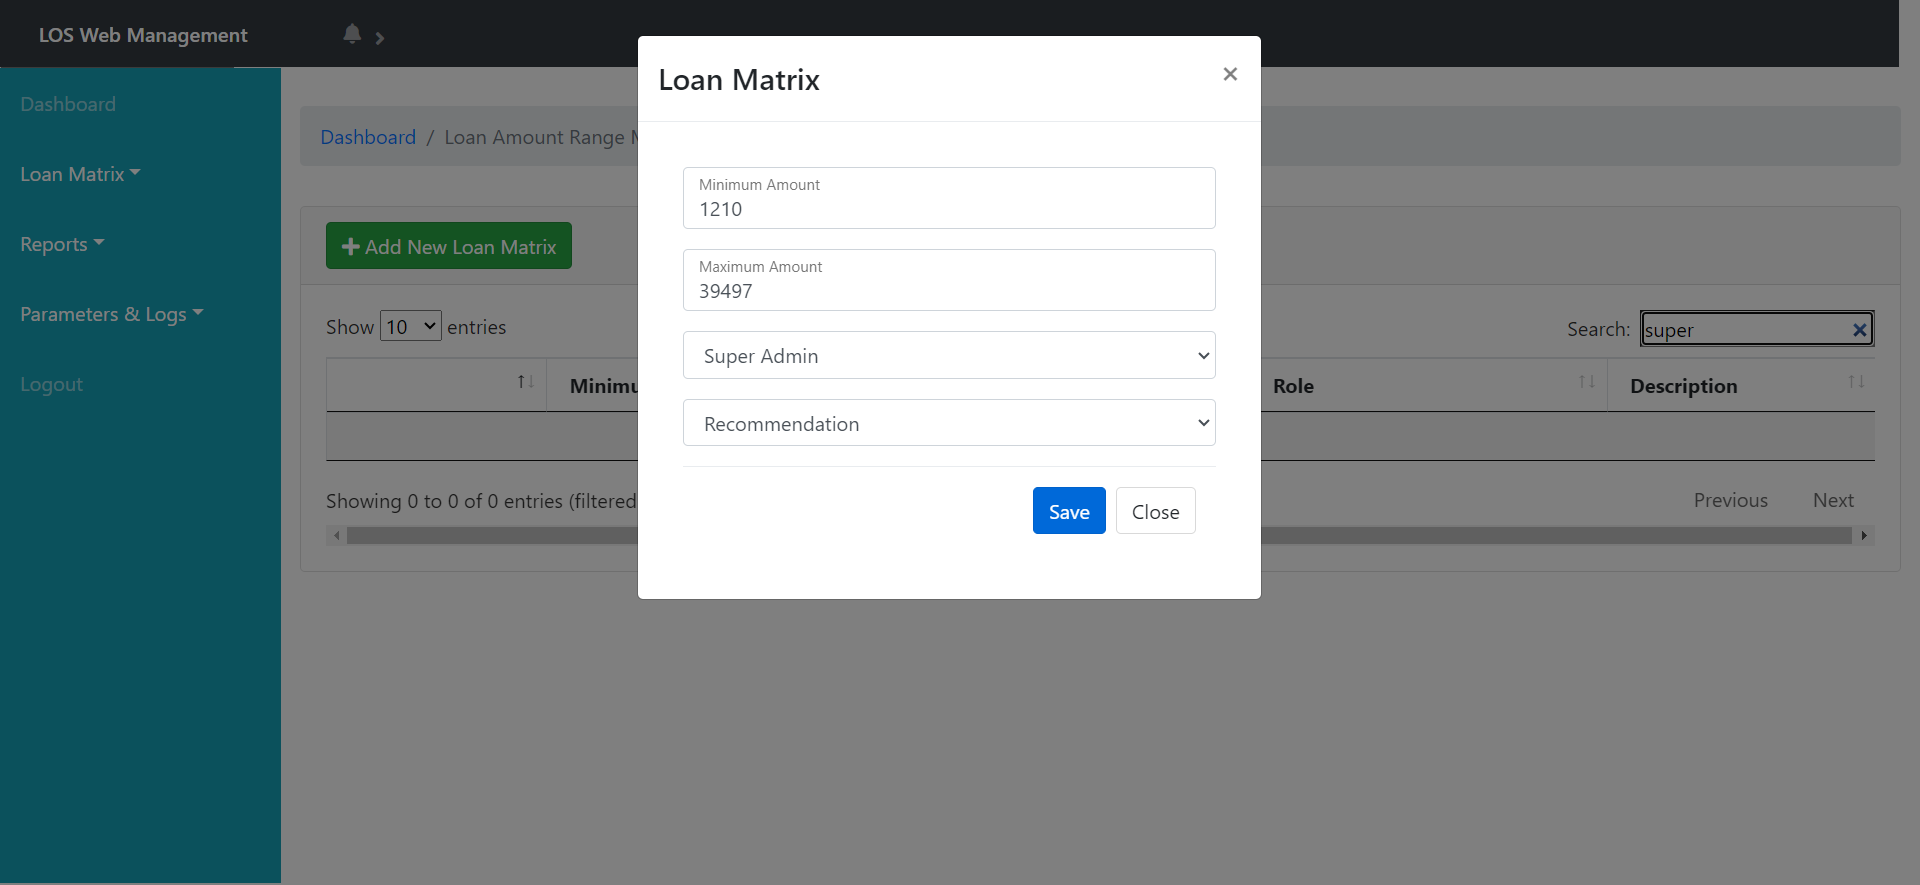 LOS Web Management
Dashboard
Loan Matrix
Reports
Parameters & Logs
Logout
Dashboard / Loan Amount Range
Add New Loan Matrix
Show 10 entries
Search: super
Role
Description
Showing 0 to 0 of 0 entries (filtered
Previous Next
Loan Matrix
×
Minimum Amount
1210
Maximum Amount
39497
Super Admin
Recommendation
Save Close